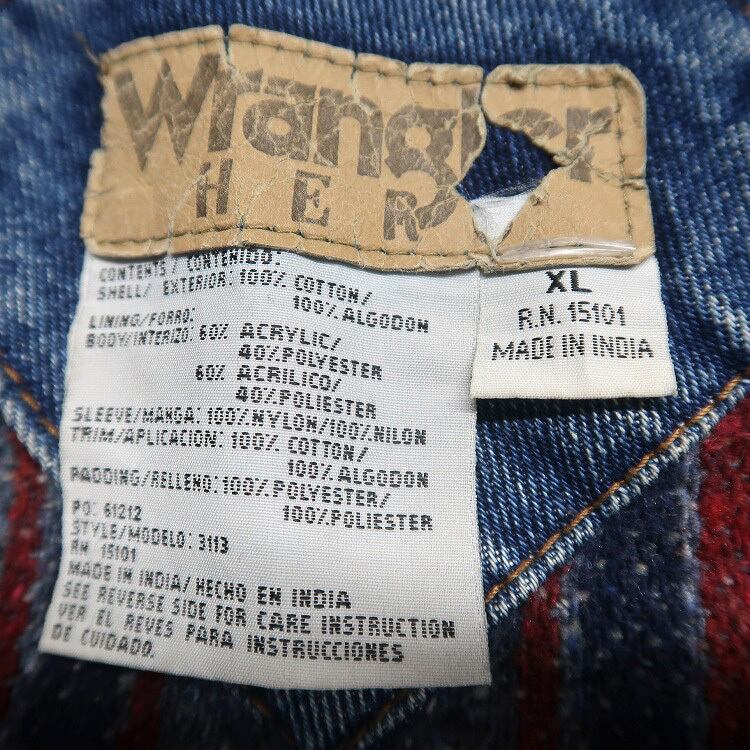 Wrangler
HER
CONTENTS / CONTENIDO:
SHELL/ EXTERIOR: 100% COTTON/
100% ALGODON
LINING/FORRO:
BODY/INTERIZO: 60% ACRYLIC/
40% POLYESTER
60% ACRILICO/
40% POLIESTER
SLEEVE/MANGA: 100% NYLON/100% NILON
TRIM/APLICACION: 100% COTTON/
100% ALGODON
PADDING/RELLENO: 100% POLYESTER/
100% POLIESTER
PO: 61212
STYLE/MODELO: 3113
RN 15101
MADE IN INDIA/ HECHO EN INDIA
SEE REVERSE SIDE FOR CARE INSTRUCTION
VER EL REVES PARA INSTRUCCIONES
DE CUIDADO.
XL
R.N. 15101
MADE IN INDIA